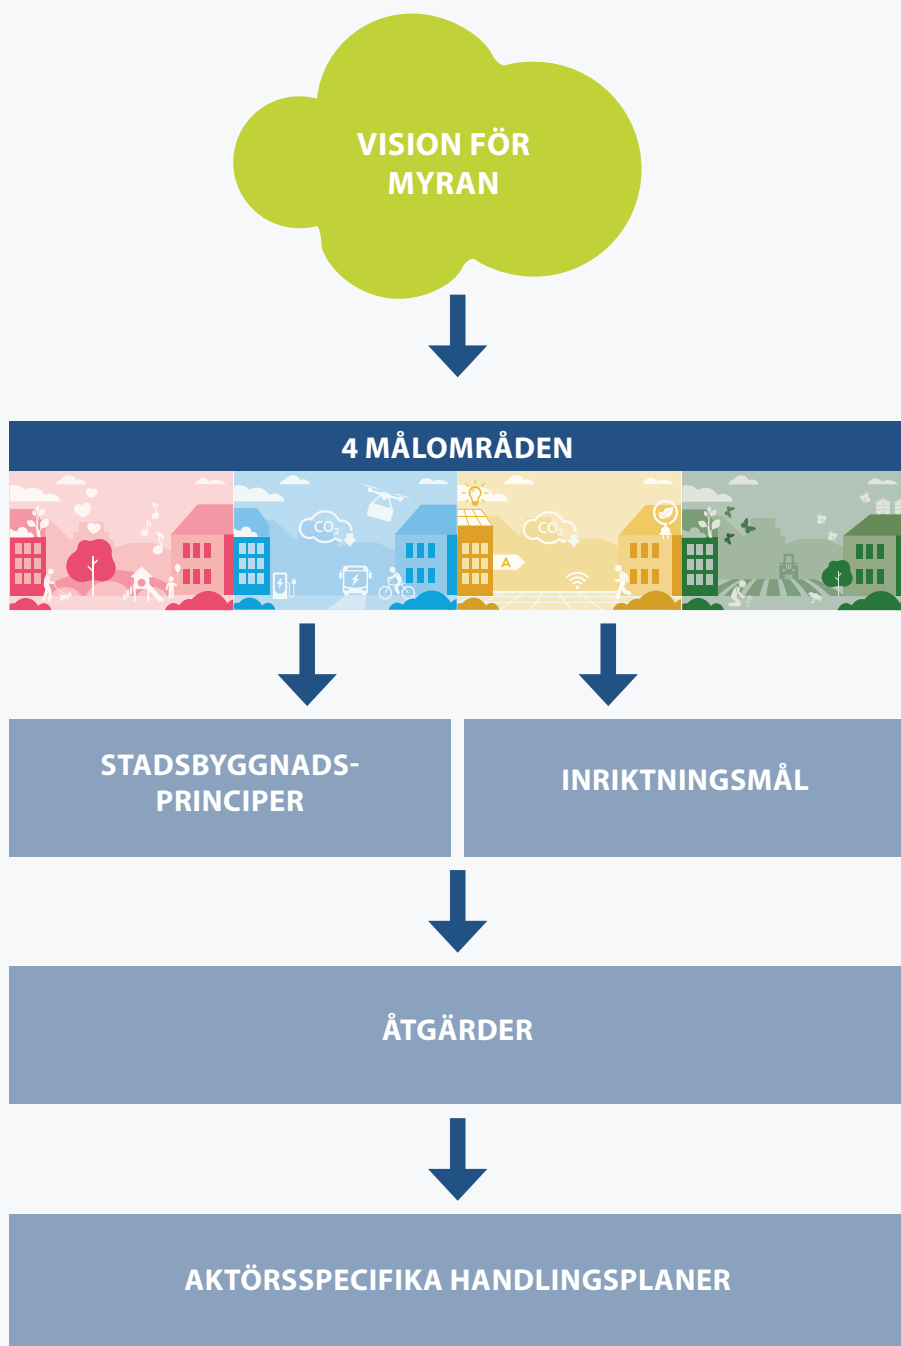 VISION FÖR
MYRAN
4 MÅLOMRÅDEN
CO₂
CO₂
A
STADSBYGGNADS-
PRINCIPER
INRIKTNINGSMÅL
ÅTGÄRDER
AKTÖRSSPECIFIKA HANDLINGSPLANER